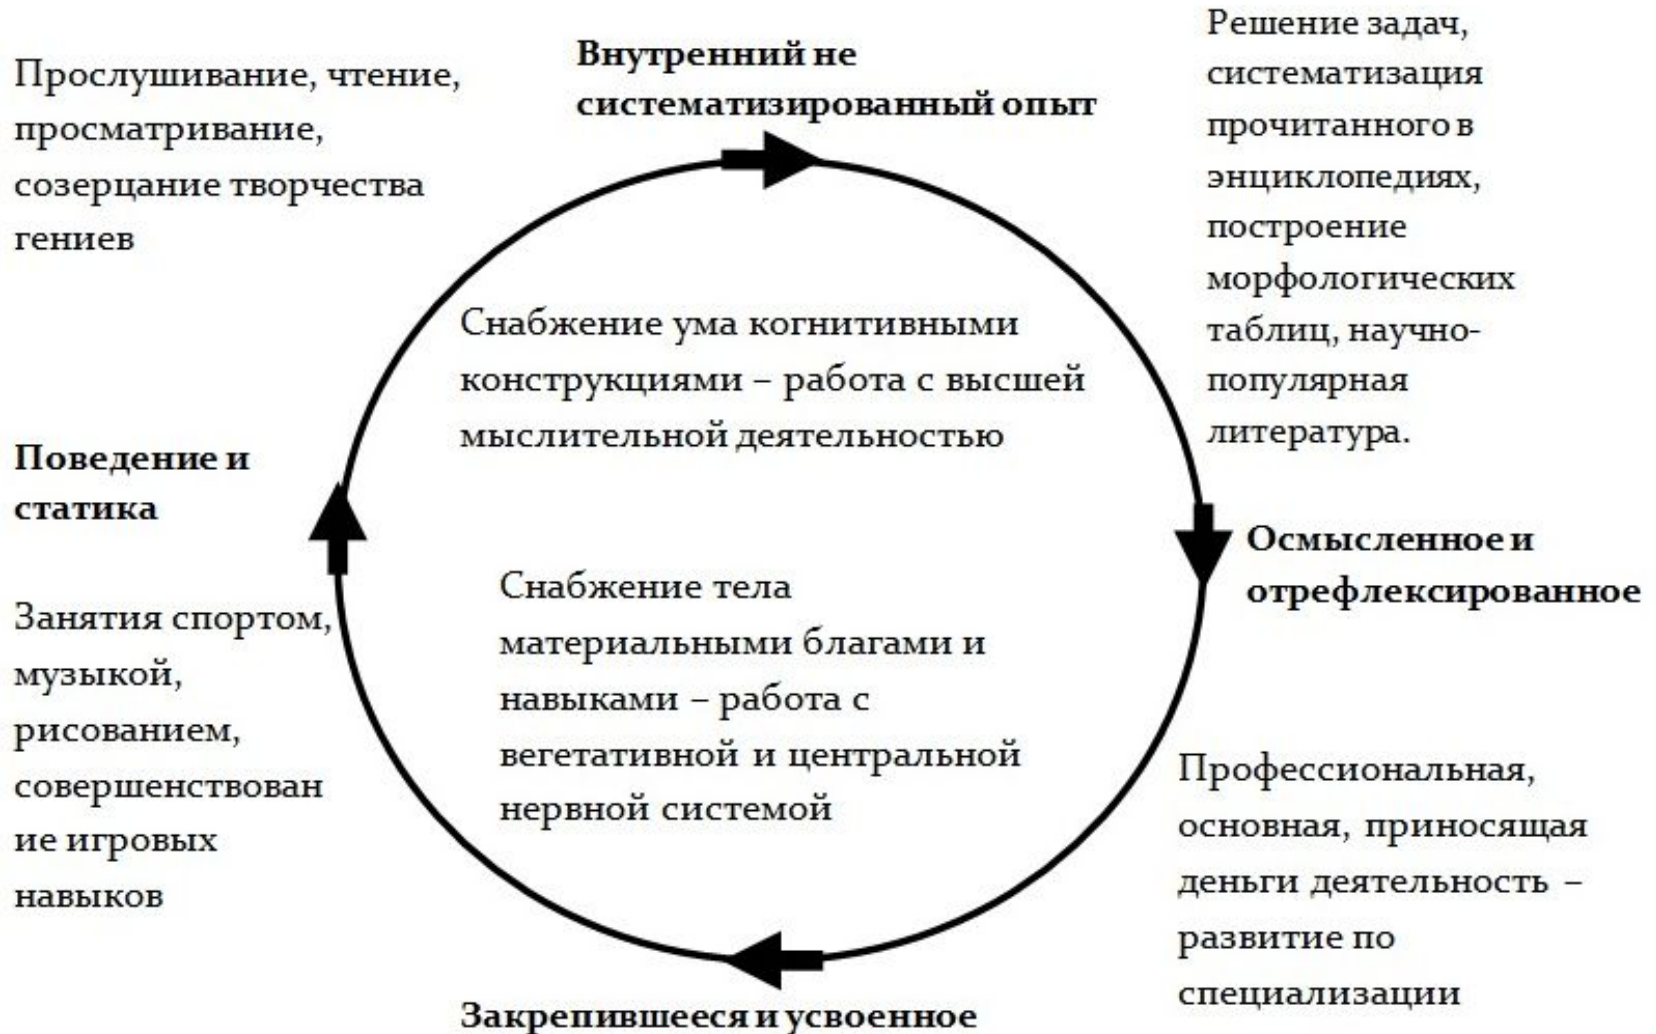 Прослушивание, чтение,
просматривание,
созерцание творчества
гениев
Внутренний не
систематизированный опыт
Решение задач,
систематизация
прочитанного в
энциклопедиях,
построение
морфологических
таблиц, научно-
популярная
литература.
Снабжение ума когнитивными
конструкциями – работа с высшей
мыслительной деятельностью
Поведение и
статика
Осмысленное и
отрефлексированное
Снабжение тела
материальными благами и
навыками – работа с
вегетативной и центральной
нервной системой
Занятия спортом,
музыкой,
рисованием,
совершенствован
ие игровых
навыков
Профессиональная,
основная, приносящая
деньги деятельность –
развитие по
специализации
Закрепившееся и усвоенное